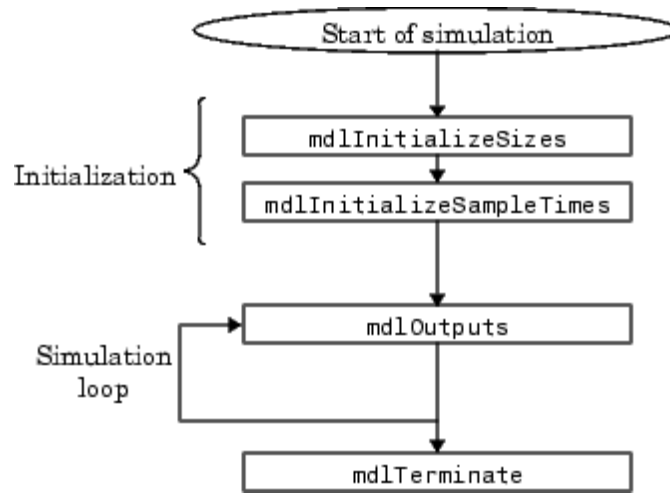 Start of simulation
mdlInitializeSizes
Initialization
mdlInitializeSampleTimes
mdlOutputs
Simulation
loop
mdlTerminate